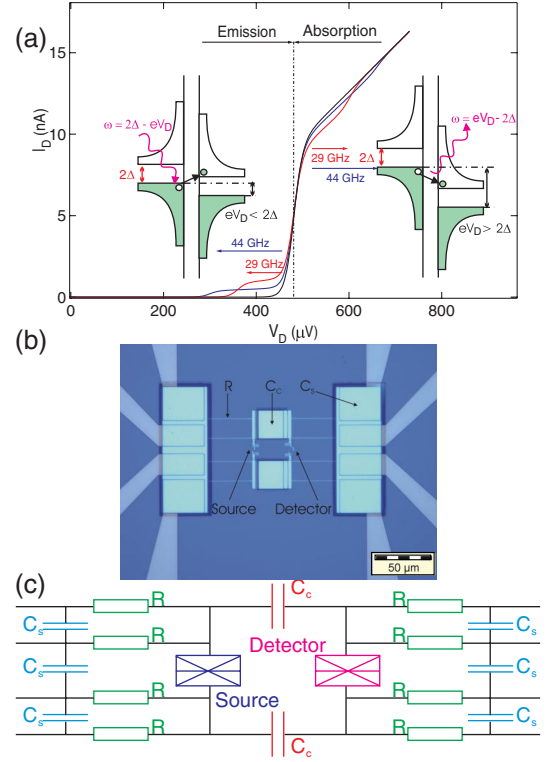 (a)
Emission
Absorption
16
I_D (nA)
10
5
0
0
200
400
600
800
V_D (μV)
ω = 2Δ - eV_D
2Δ
eV_D < 2Δ
44 GHz
29 GHz
29 GHz
44 GHz
2Δ
ω = eV_D - 2Δ
eV_D > 2Δ
(b)
R
C_c
C_s
Source
Detector
50 μm
(c)
R
C_c
R
C_s
C_s
R
Detector
R
C_s
C_s
R
Source
R
C_s
C_s
R
C_c
R